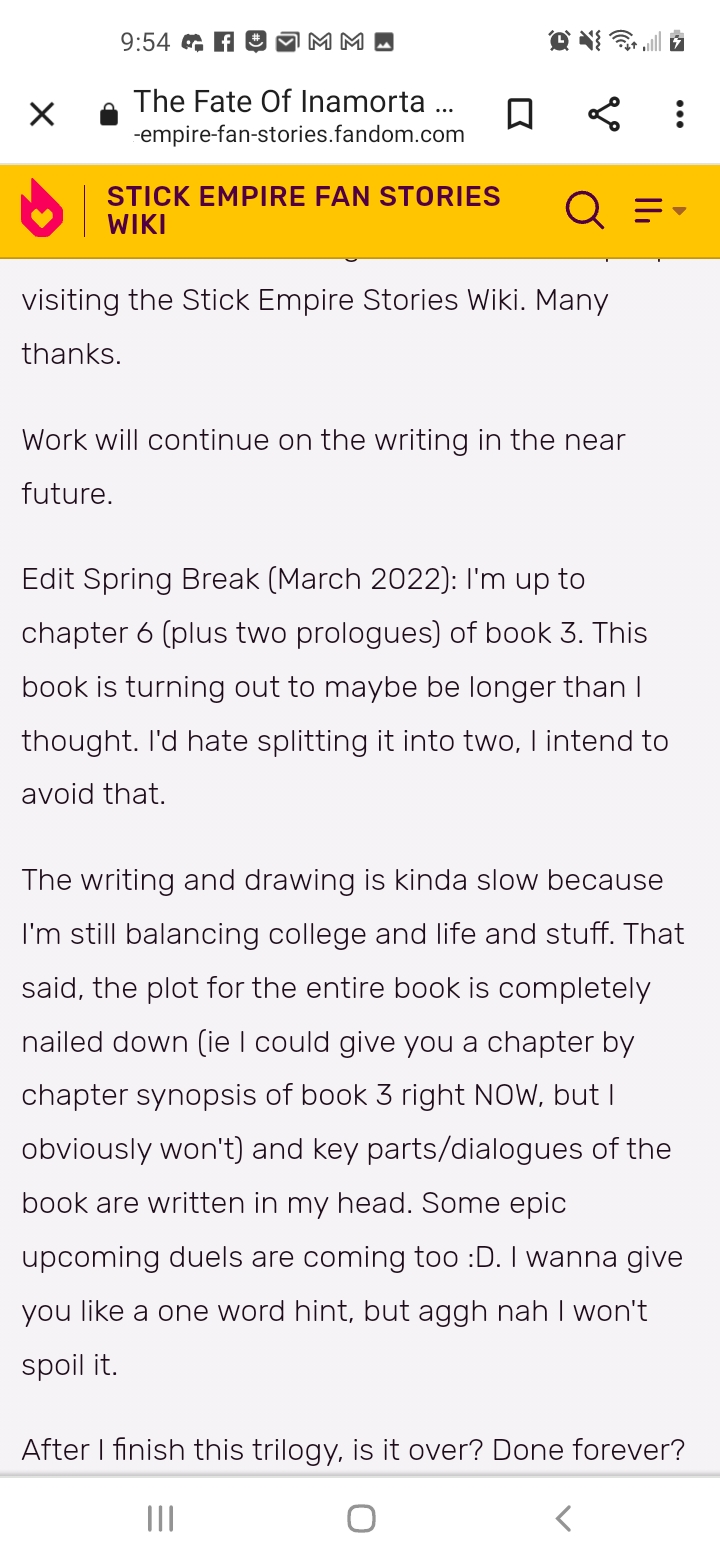 9:54
The Fate Of Inamorta ...
-empire-fan-stories.fandom.com
STICK EMPIRE FAN STORIES
WIKI
visiting the Stick Empire Stories Wiki. Many
thanks.
Work will continue on the writing in the near
future.
Edit Spring Break (March 2022): I'm up to
chapter 6 (plus two prologues) of book 3. This
book is turning out to maybe be longer than I
thought. I'd hate splitting it into two, I intend to
avoid that.
The writing and drawing is kinda slow because
I'm still balancing college and life and stuff. That
said, the plot for the entire book is completely
nailed down (ie I could give you a chapter by
chapter synopsis of book 3 right NOW, but I
obviously won't) and key parts/dialogues of the
book are written in my head. Some epic
upcoming duels are coming too :D. I wanna give
you like a one word hint, but aggh nah I won't
spoil it.
After I finish this trilogy, is it over? Done forever?